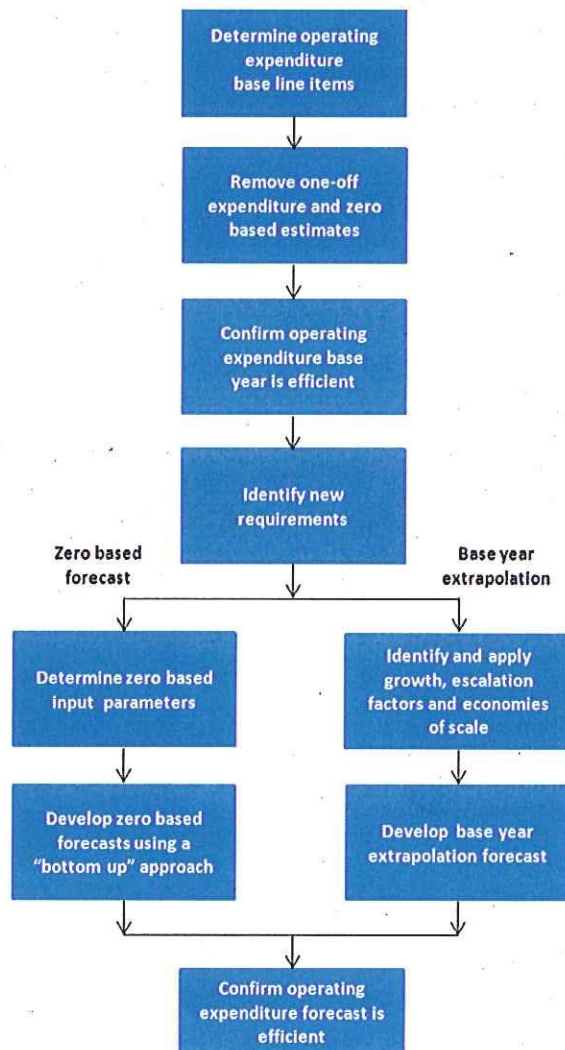 Determine operating
expenditure
base line items
Remove one-off
expenditure and zero
based estimates
Confirm operating
expenditure base
year is efficient
Identify new
requirements
Zero based
forecast
Base year
extrapolation
Determine zero based
input parameters
Identify and apply
growth, escalation
factors and economies
of scale
Develop zero based
forecasts using a
“bottom up” approach
Develop base year
extrapolation forecast
Confirm operating
expenditure forecast is
efficient